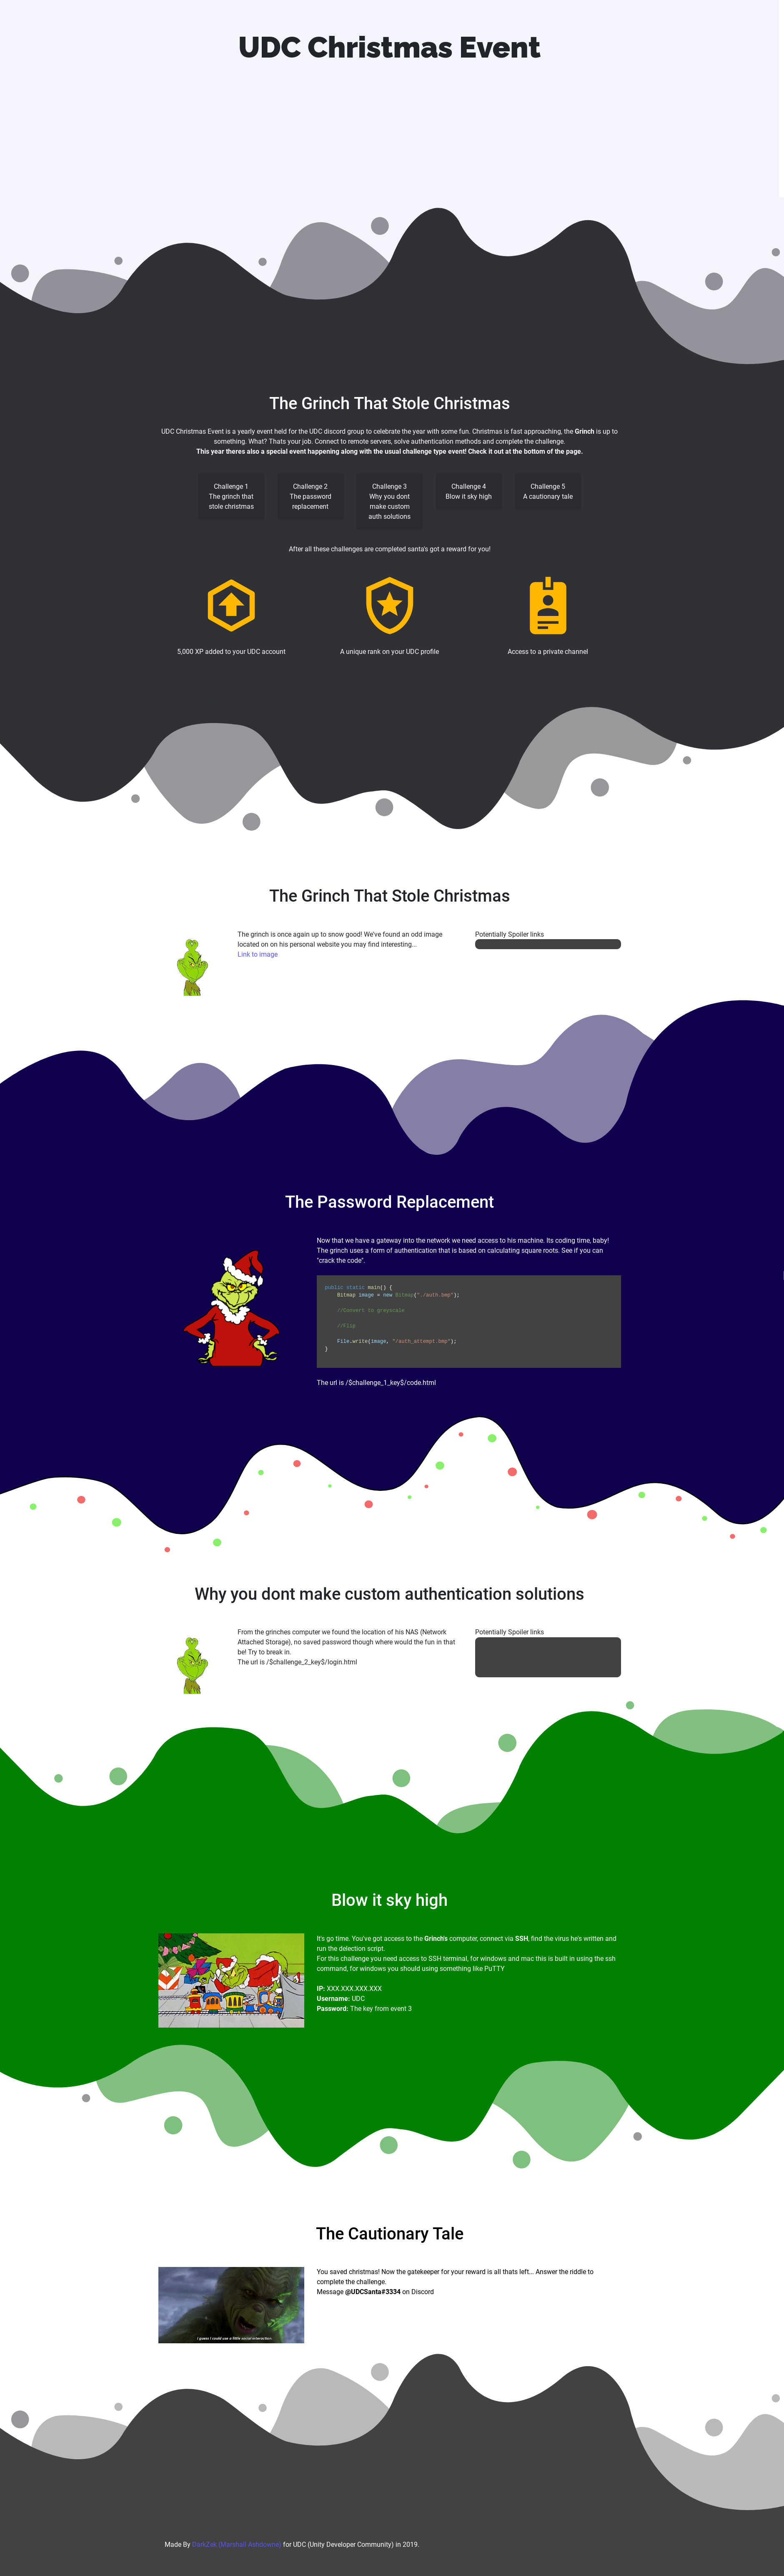 UDC Christmas Event
The Grinch That Stole Christmas
UDC Christmas Event is a yearly event held for the UDC discord group to celebrate the year with some fun. Christmas is fast approaching, the Grinch is up to
something. What? Thats your job. Connect to remote servers, solve authentication methods and complete the challenge.
This year theres also a special event happening along with the usual challenge type event! Check it out at the bottom of the page.
Challenge 1
The grinch that
stole christmas
Challenge 2
The password
replacement
Challenge 3
Why you dont
make custom
auth solutions
Challenge 4
Blow it sky high
Challenge 5
A cautionary tale
After all these challenges are completed santa's got a reward for you!
5,000 XP added to your UDC account
A unique rank on your UDC profile
Access to a private channel
The Grinch That Stole Christmas
The grinch is once again up to snow good! We've found an odd image
located on on his personal website you may find interesting...
Link to image
Potentially Spoiler links
The Password Replacement
Now that we have a gateway into the network we need access to his machine. Its coding time, baby!
The grinch uses a form of authentication that is based on calculating square roots. See if you can
"crack the code".
public static main() {
Bitmap image = new Bitmap("./auth.bmp");
//Convert to greyscale
//Flip
File.write(image, "/auth_attempt.bmp");
}
The url is /$challenge_1_key$/code.html
Why you dont make custom authentication solutions
From the grinches computer we found the location of his NAS (Network
Attached Storage), no saved password though where would the fun in that
be! Try to break in.
The url is /$challenge_2_key$/login.html
Potentially Spoiler links
Blow it sky high
It's go time. You've got access to the Grinch's computer, connect via SSH, find the virus he's written and
run the delection script.
For this challenge you need access to SSH terminal, for windows and mac this is built in using the ssh
command, for windows you should using something like PuTTY
IP: XXX.XXX.XXX.XXX
Username: UDC
Password: The key from event 3
The Cautionary Tale
You saved christmas! Now the gatekeeper for your reward is all thats left... Answer the riddle to
complete the challenge.
Message @UDCSanta#3334 on Discord
I guess I could use a little social interaction.
Made By DarkZek (Marshall Ashdowne) for UDC (Unity Developer Community) in 2019.